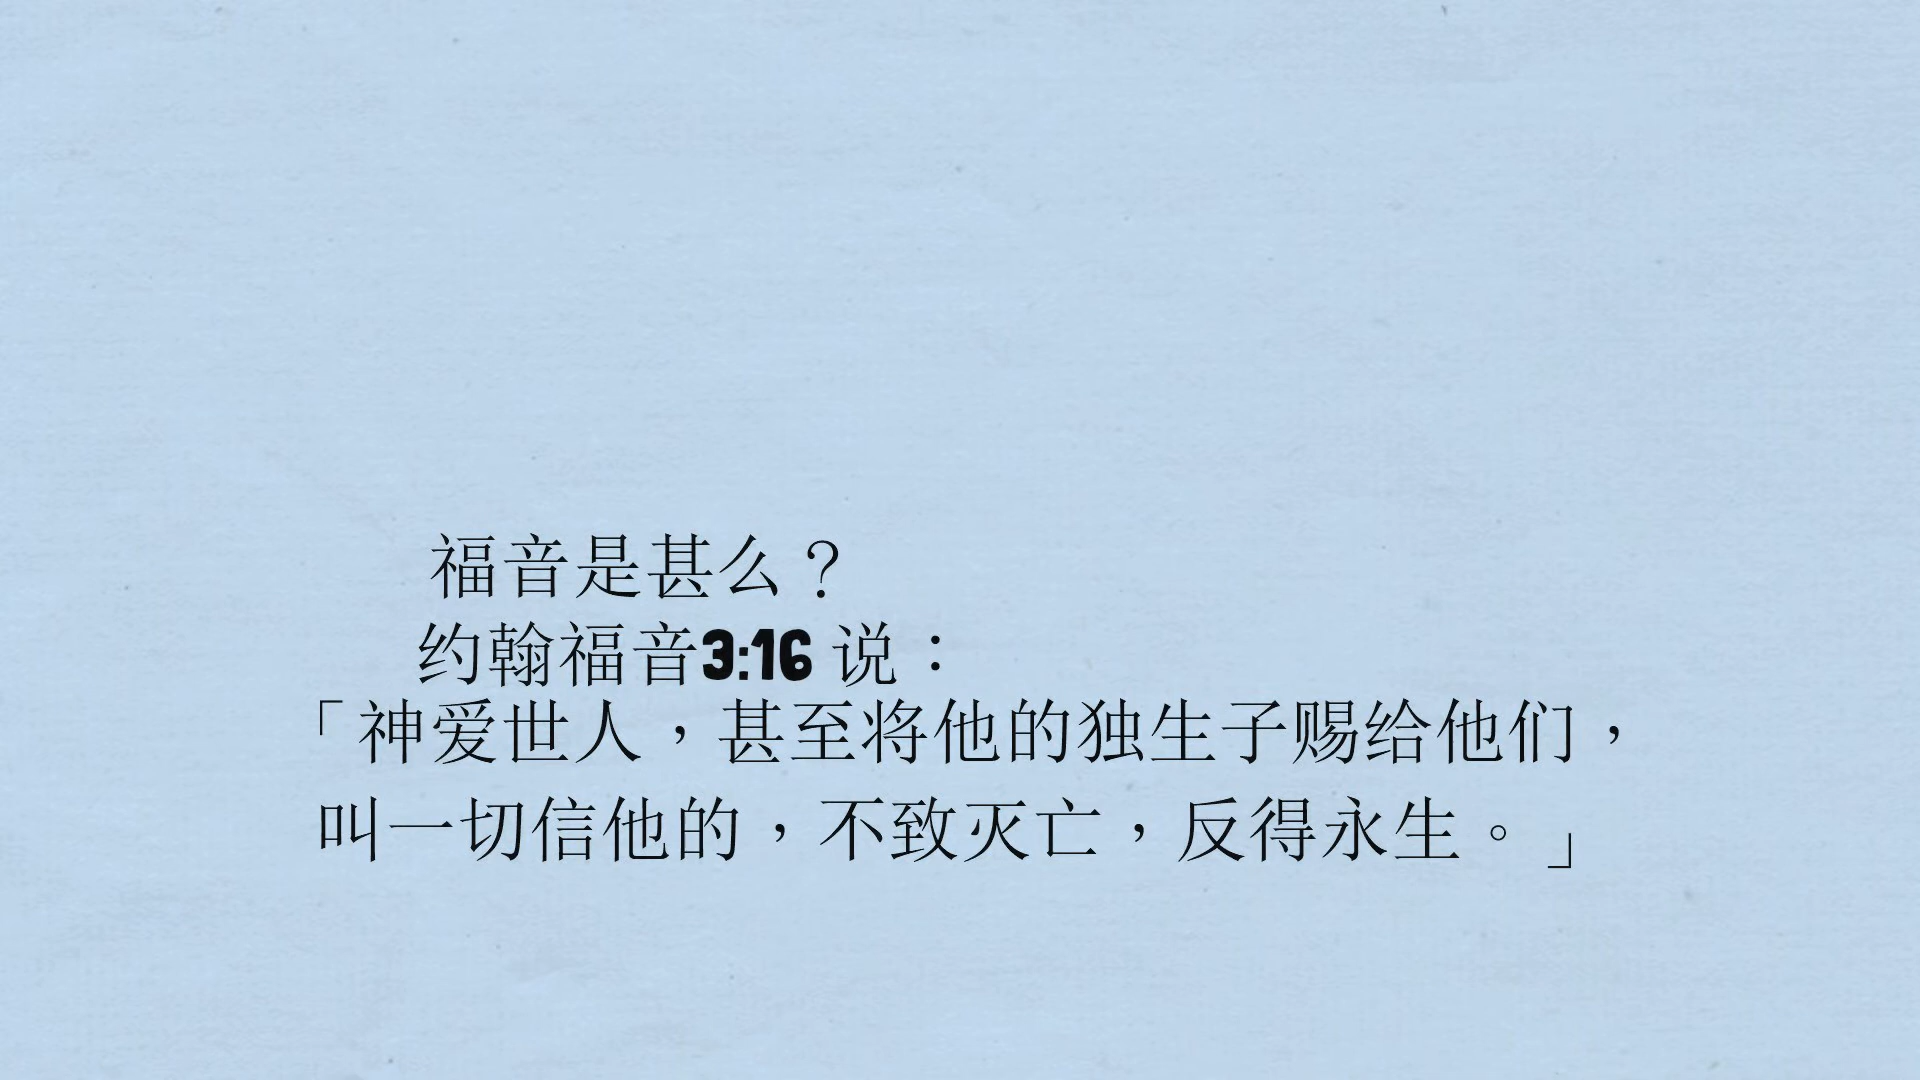 福音是甚么？
约翰福音3:16 说：
「神爱世人，甚至将他的独生子赐给他们，
叫一切信他的，不致灭亡，反得永生。」